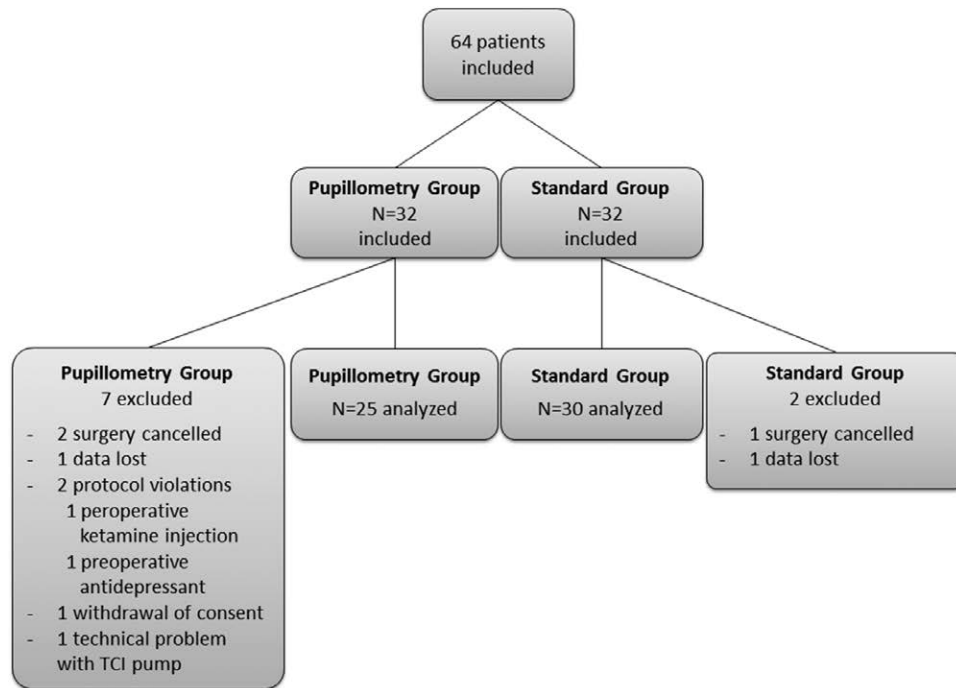 64 patients
included
Pupillometry Group
N=32
included
Standard Group
N=32
included
Pupillometry Group
7 excluded
- 2 surgery cancelled
- 1 data lost
- 2 protocol violations
1 peroperative
ketamine injection
1 preoperative
antidepressant
- 1 withdrawal of consent
- 1 technical problem
with TCI pump
Pupillometry Group
N=25 analyzed
Standard Group
N=30 analyzed
Standard Group
2 excluded
- 1 surgery cancelled
- 1 data lost